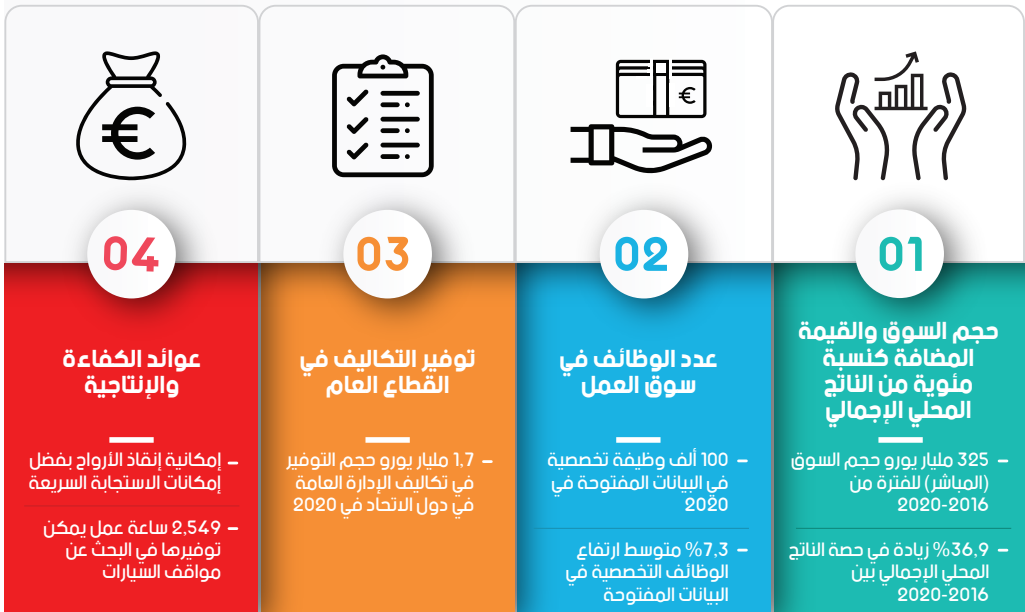 01
حجم السوق والقيمة
المضافة كنسبة
مئوية من الناتج
المحلي الإجمالي
– 325 مليار يورو حجم السوق
(المباشر) للفترة من
2016-2020
– 36,9% زيادة في حصة الناتج
المحلي الإجمالي بين
2016-2020
02
€
عدد الوظائف في
سوق العمل
– 100 ألف وظيفة تخصصية
في البيانات المفتوحة في
2020
– 7,3% متوسط ارتفاع
الوظائف التخصصية في
البيانات المفتوحة
03
توفير التكاليف في
القطاع العام
– 1,7 مليار يورو حجم التوفير
في تكاليف الإدارة العامة
في دول الاتحاد في 2020
04
€
عوائد الكفاءة
والإنتاجية
– إمكانية إنقاذ الأرواح بفضل
إمكانات الاستجابة السريعة
– 2,549 ساعة عمل يمكن
توفيرها في البحث عن
مواقف السيارات